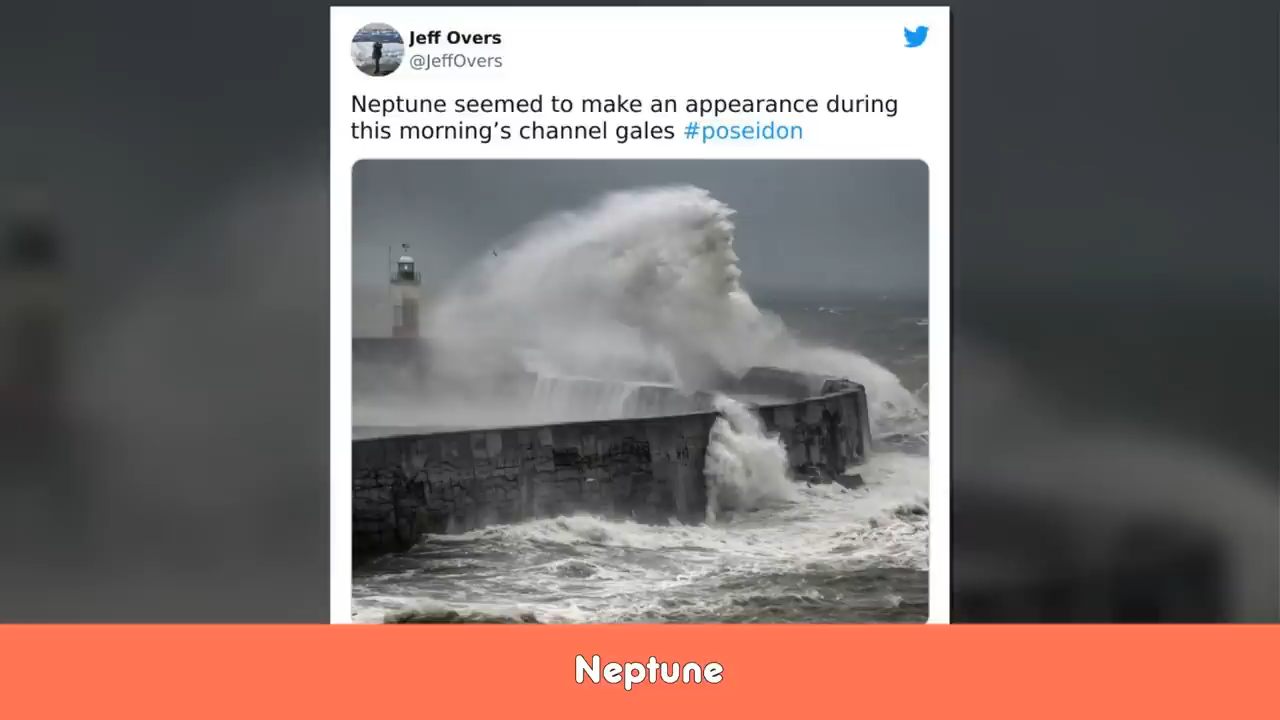 Jeff Overs
@JeffOvers
Neptune seemed to make an appearance during
this morning’s channel gales #poseidon
Neptune